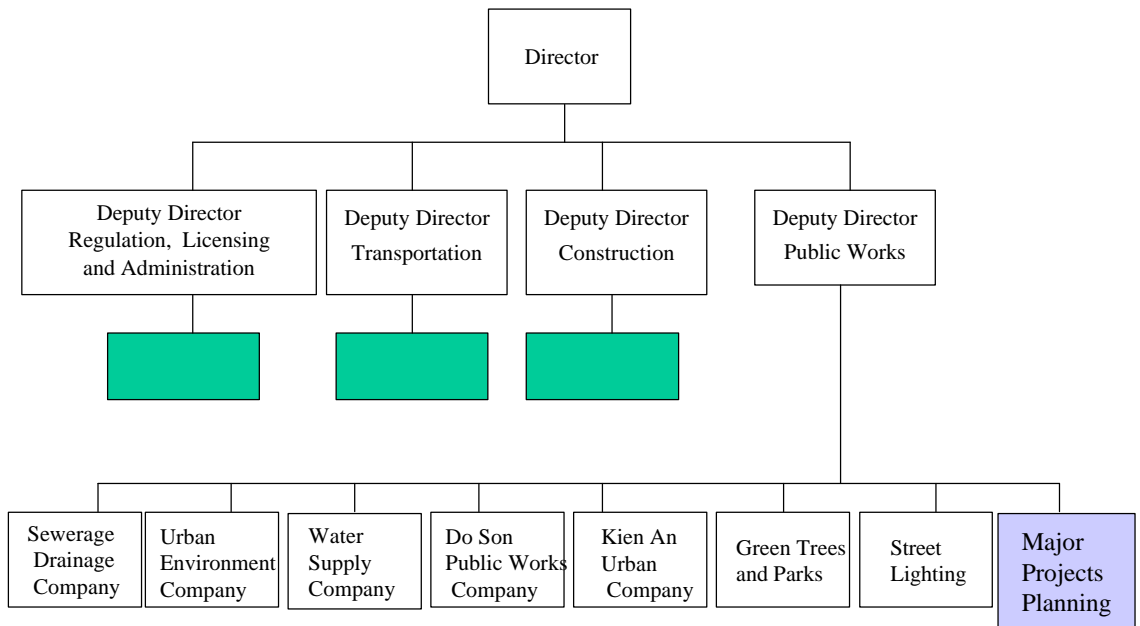 Director
Deputy Director
Regulation, Licensing
and Administration
Deputy Director
Transportation
Deputy Director
Construction
Deputy Director
Public Works
Sewerage
Drainage
Company
Urban
Environment
Company
Water
Supply
Company
Do Son
Public Works
Company
Kien An
Urban
Company
Green Trees
and Parks
Street
Lighting
Major
Projects
Planning